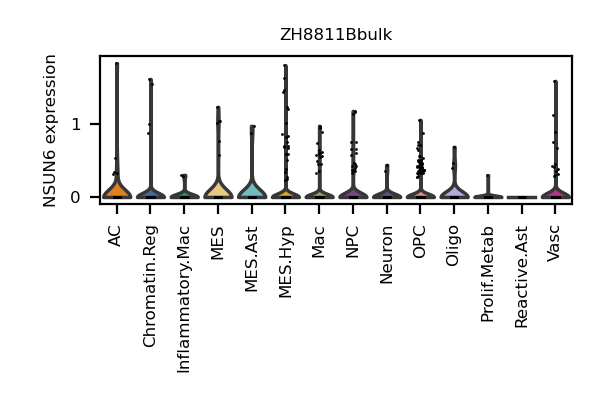 ZH8811Bbulk
NSUN6 expression
1
0
AC
Chromatin.Reg
Inflammatory.Mac
MES
MES.Ast
MES.Hyp
Mac
NPC
Neuron
OPC
Oligo
Prolif.Metab
Reactive.Ast
Vasc